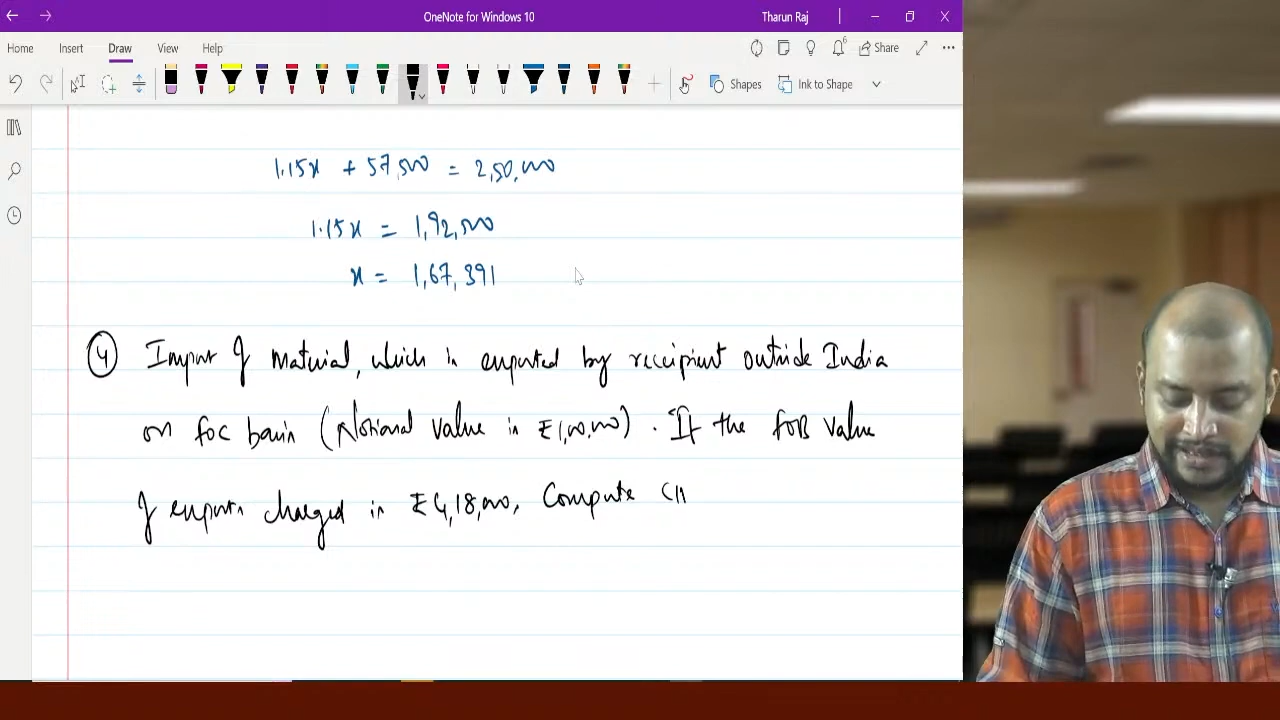 OneNote for Windows 10
Tharun Raj
Home Insert Draw View Help
6
Share
Shapes
Ink to Shape
1.15x + 57,500 = 2,50,000
1.15x = 1,92,500
x = 1,67,391
4 Import of material, which is exported by recipient outside India
on foc basis (Notional value is ₹1,00,000). If the FOB value
of exports charged is ₹4,18,000, Compute